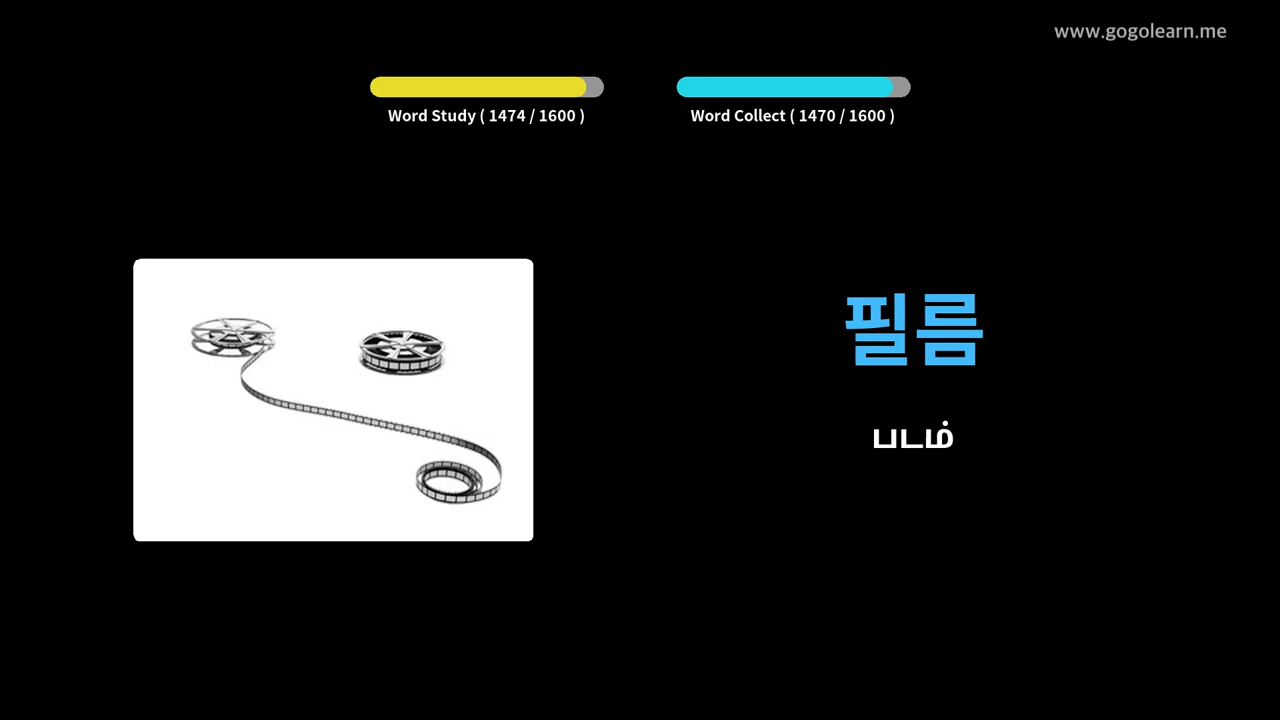 www.gogolearn.me
Word Study ( 1474 / 1600 )
Word Collect ( 1470 / 1600 )
필름
படம்